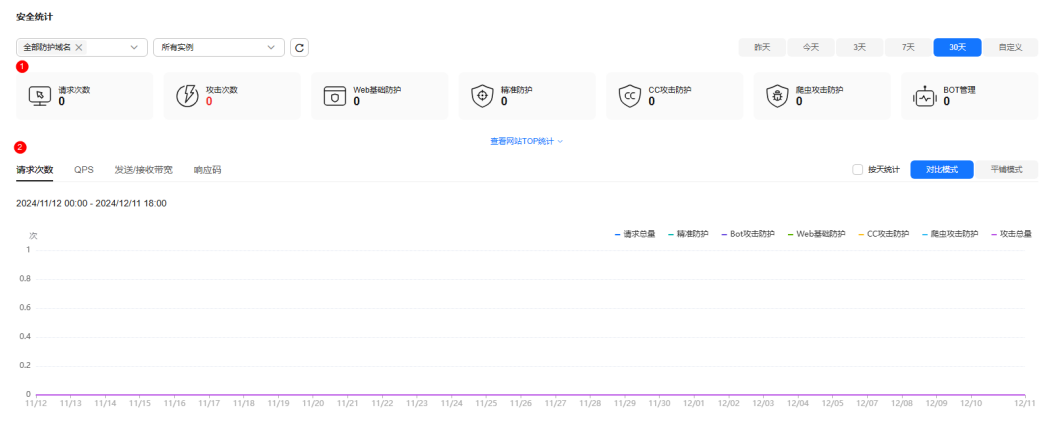 安全统计
全部防护域名 × 所有实例 昨天 今天 3天 7天 30天 自定义
1
请求次数 攻击次数 Web基础防护 精准防护 CC攻击防护 爬虫攻击防护 BOT管理
0 0 0 0 CC 0 0 0
查看网站TOP统计
2
请求次数 QPS 发送/接收带宽 响应码 按天统计 对比模式 平铺模式
2024/11/12 00:00 - 2024/12/11 18:00
次 请求总量 精准防护 Bot攻击防护 Web基础防护 CC攻击防护 爬虫攻击防护 攻击总量
1
0.8
0.6
0.4
0.2
0
11/12 11/13 11/14 11/15 11/16 11/17 11/18 11/19 11/20 11/21 11/22 11/23 11/24 11/25 11/26 11/27 11/28 11/29 11/30 12/01 12/02 12/03 12/04 12/05 12/07 12/08 12/09 12/10 12/11